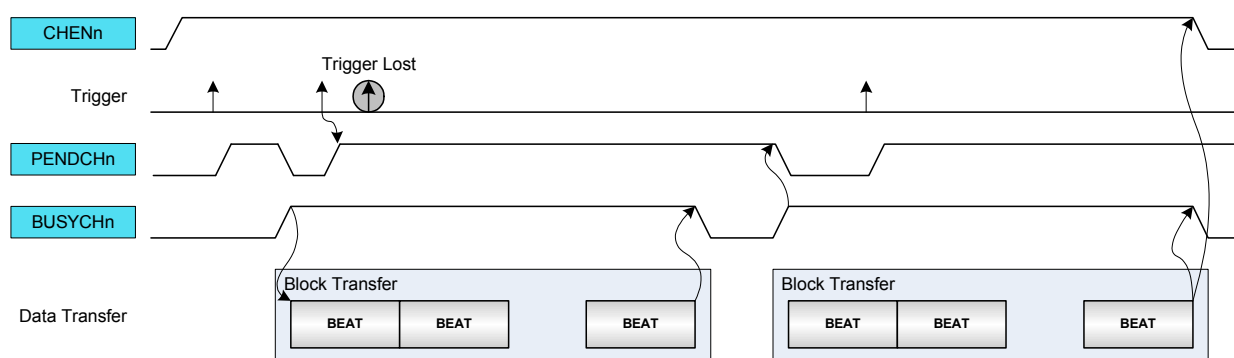 CHENn
Trigger Lost
Trigger
PENDCHn
BUSYCHn
Block Transfer
Block Transfer
Data Transfer
BEAT
BEAT
BEAT
BEAT
BEAT
BEAT